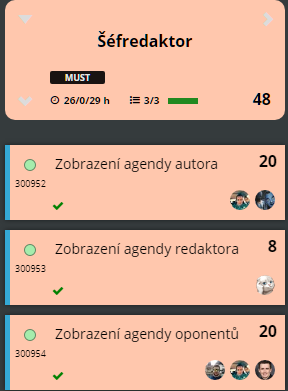 Šéfredaktor
MUST
26/0/29 h 3/3 48
Zobrazení agendy autora 20
300952
Zobrazení agendy redaktora 8
300953
Zobrazení agendy oponentů 20
300954